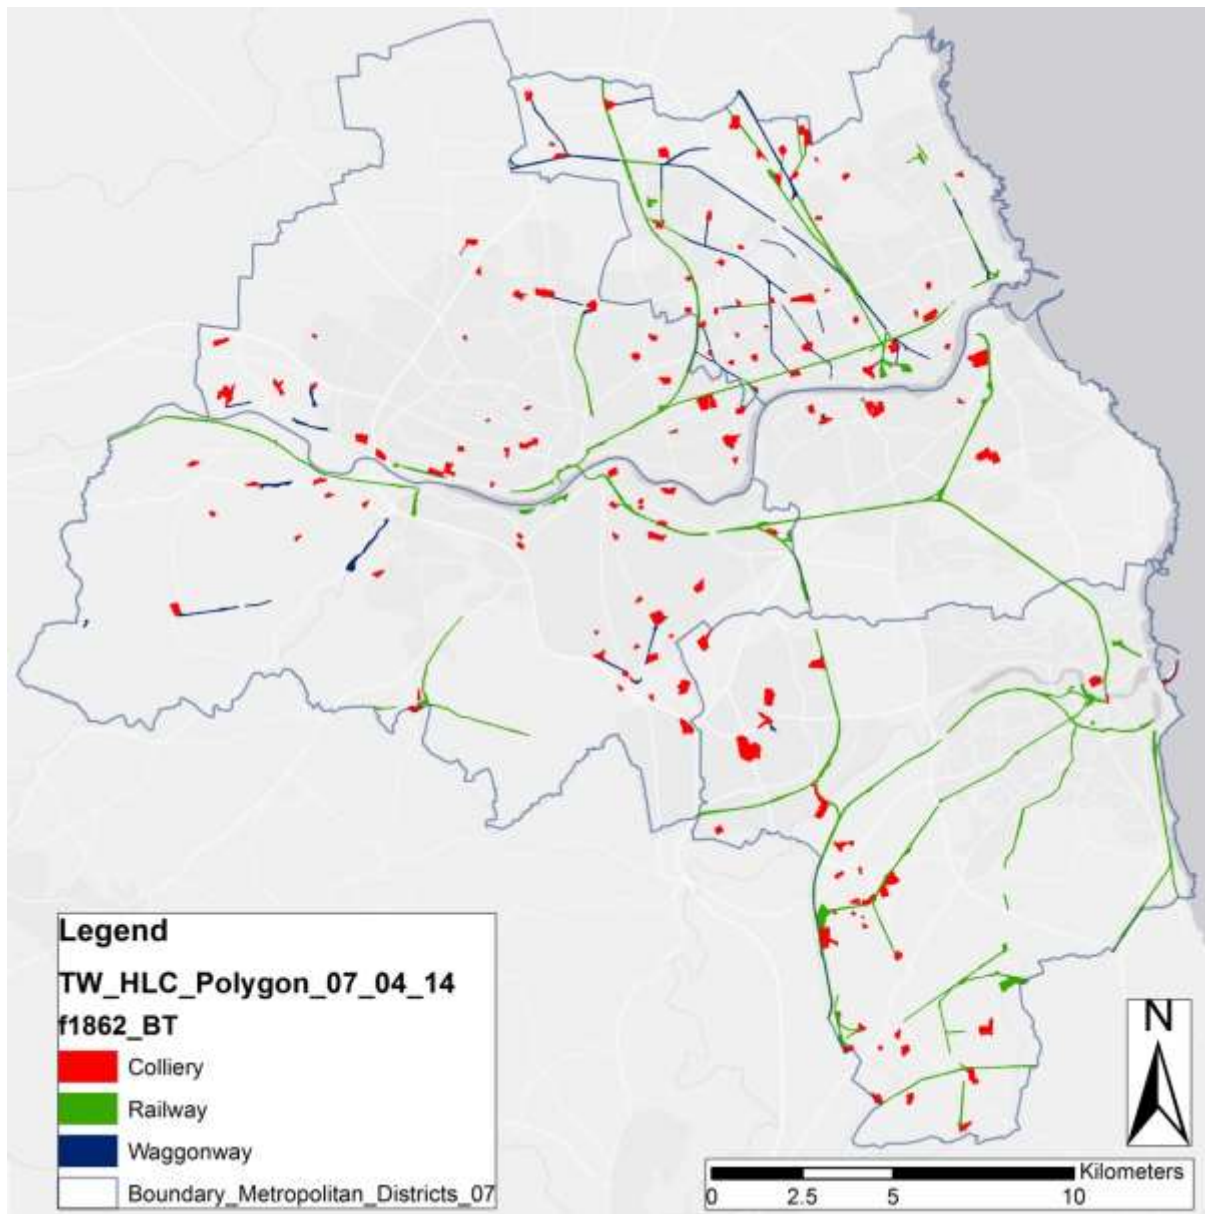 Legend
TW_HLC_Polygon_07_04_14
f1862_BT
Colliery
Railway
Waggonway
Boundary_Metropolitan_Districts_07
N
Kilometers
0 2.5 5 10